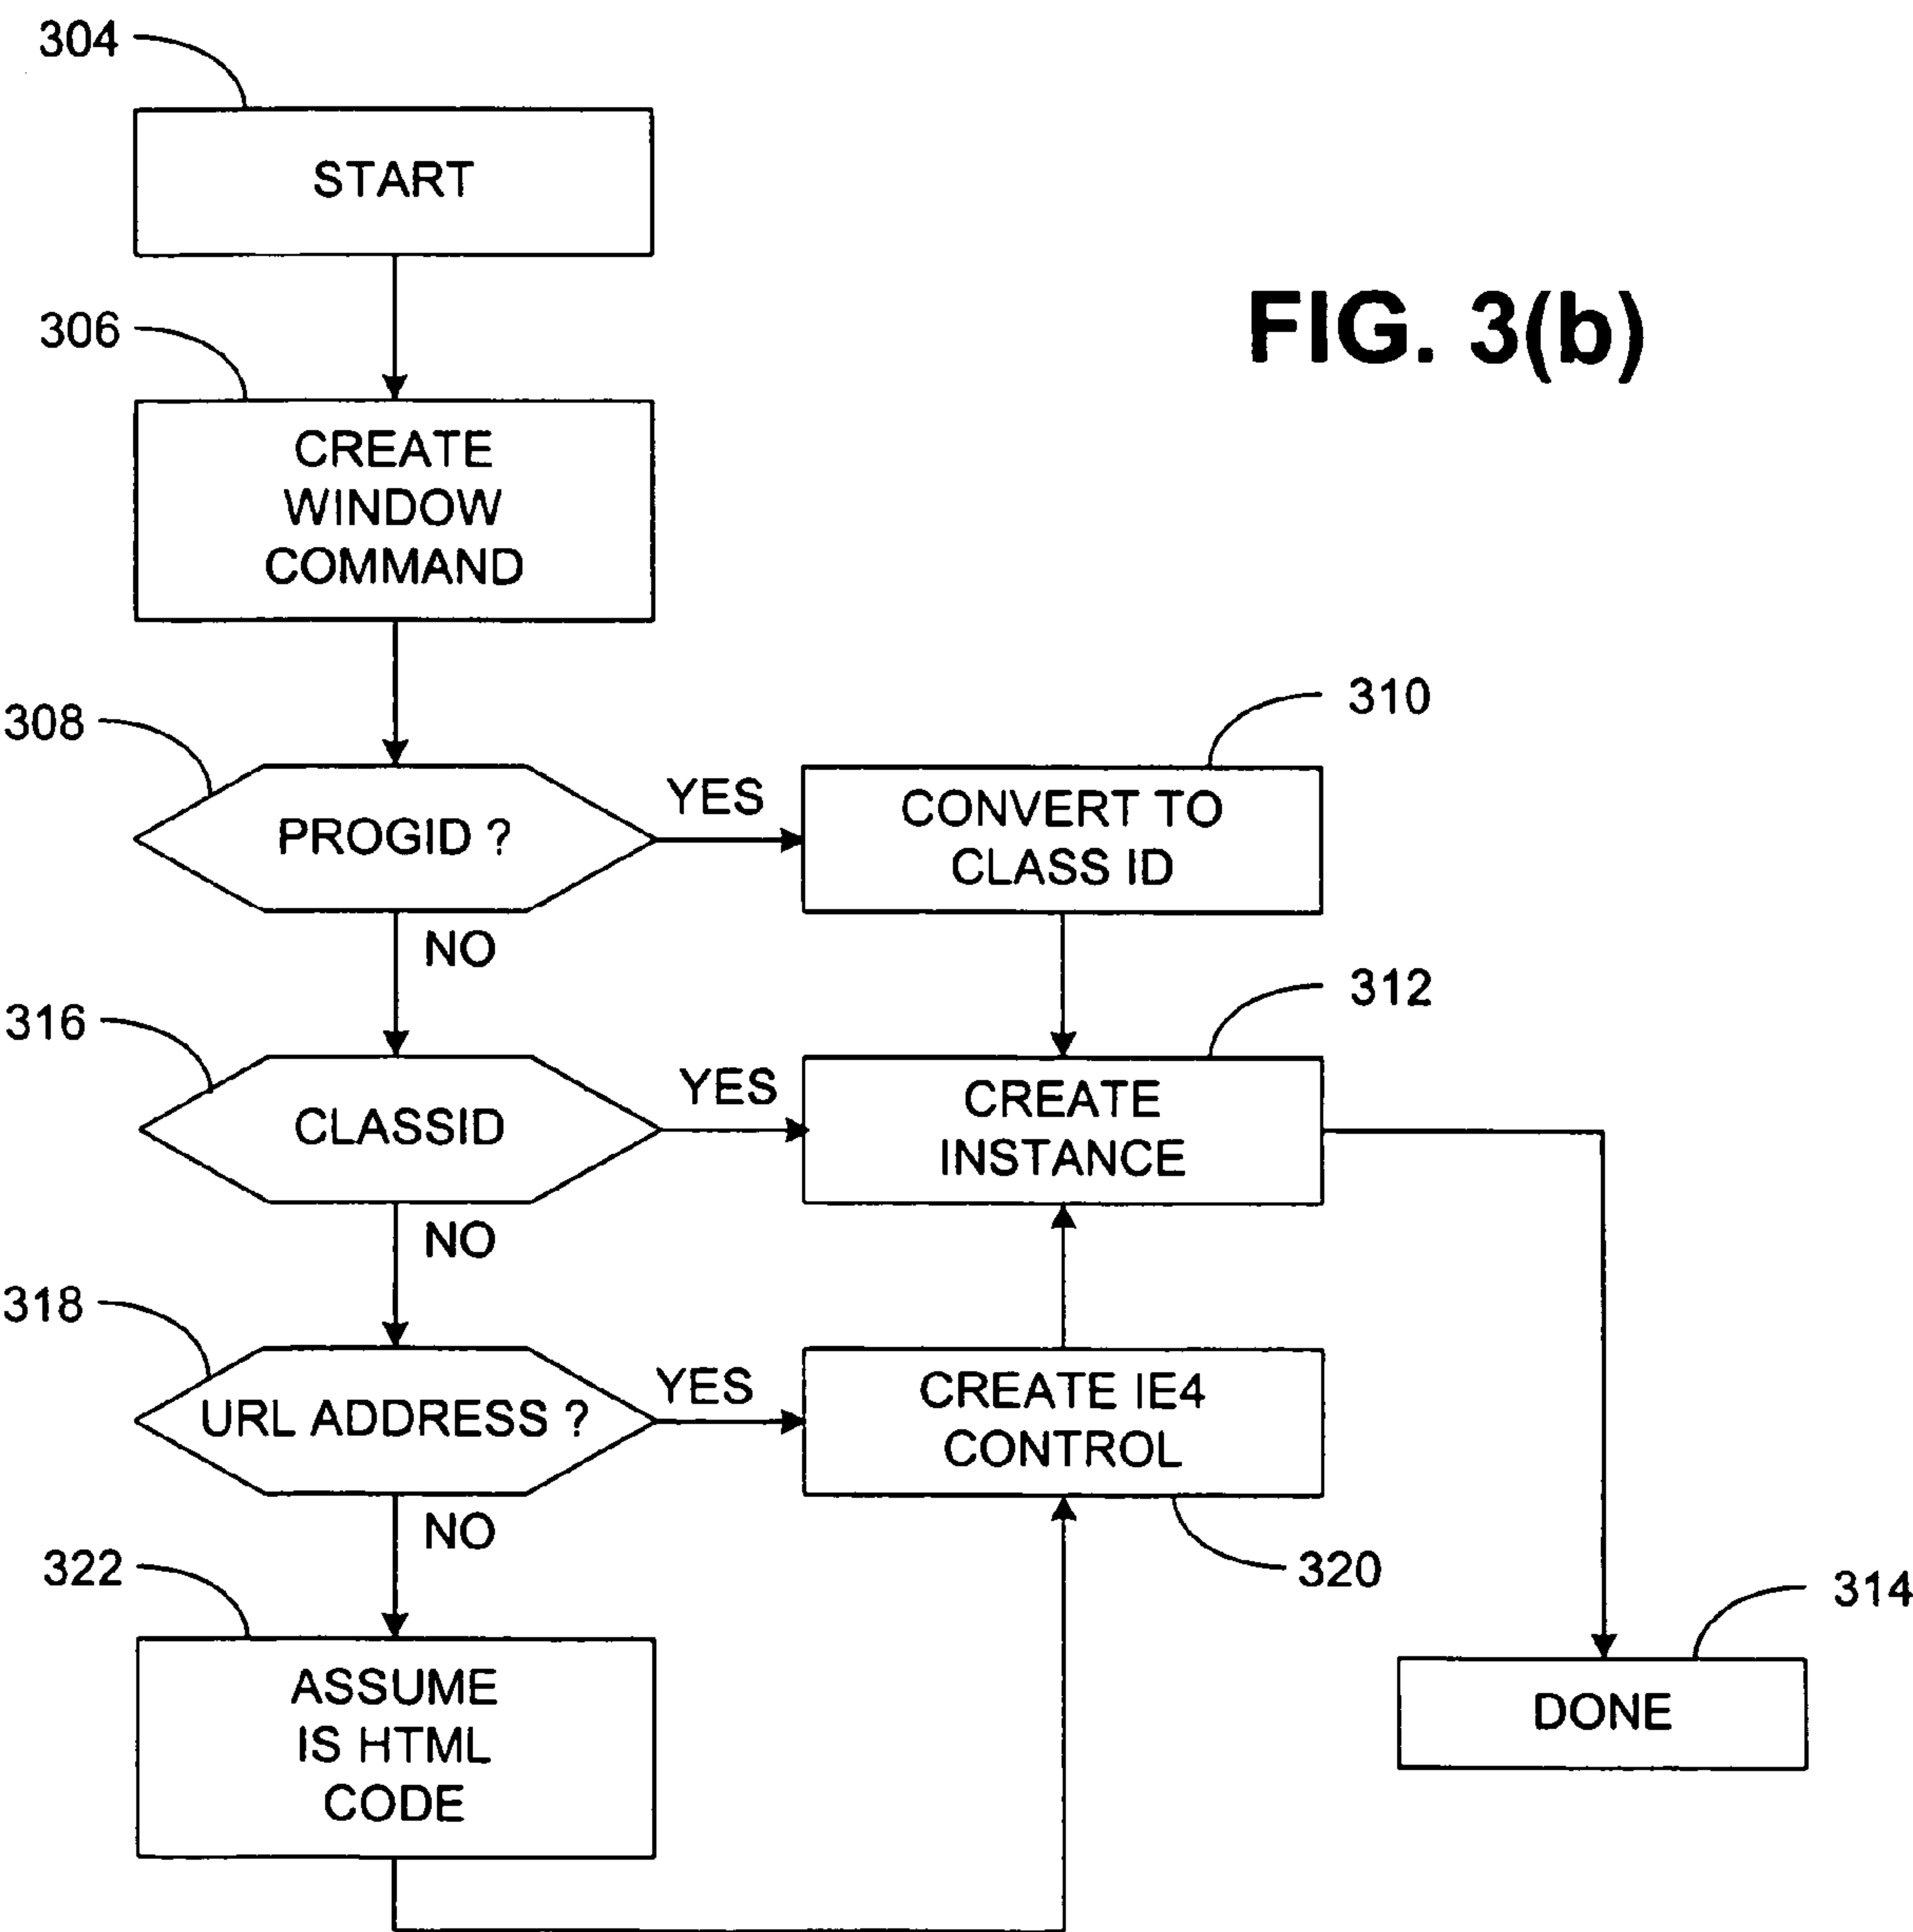 304
START
FIG. 3(b)
306
CREATE
WINDOW
COMMAND
308
PROGID ?
YES
310
CONVERT TO
CLASS ID
NO
316
CLASSID
YES
312
CREATE
INSTANCE
NO
318
URL ADDRESS ?
YES
CREATE IE4
CONTROL
320
NO
322
ASSUME
IS HTML
CODE
314
DONE